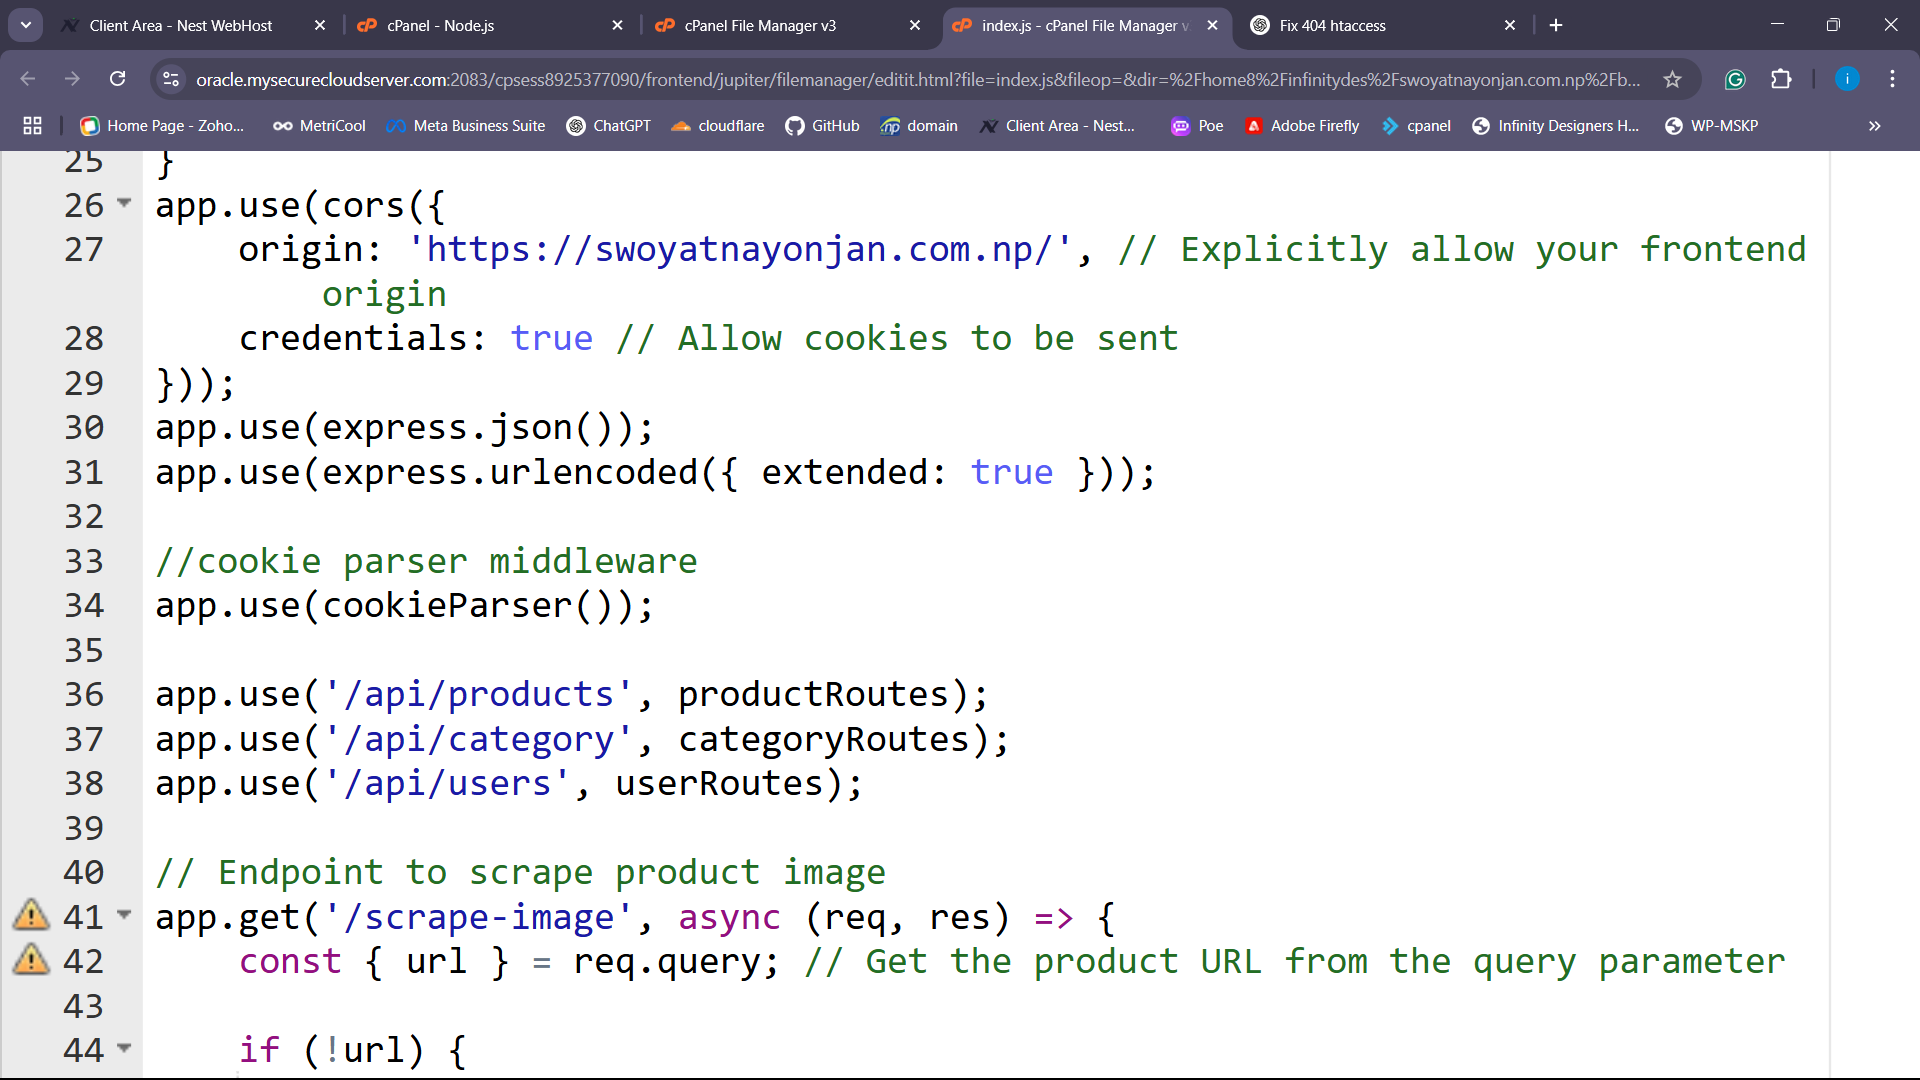 Client Area - Nest WebHost
cPanel - Node.js
cPanel File Manager v3
index.js - cPanel File Manager v
Fix 404 htaccess
oracle.mysecurecloudserver.com:2083/cpsess8925377090/frontend/jupiter/filemanager/editit.html?file=index.js&fileop=&dir=%2Fhome8%2Finfinitydes%2Fswoyatnayonjan.com.np%2Fb...
Home Page - Zoho...
MetriCool
Meta Business Suite
ChatGPT
cloudflare
GitHub
domain
Client Area - Nest...
Poe
Adobe Firefly
cpanel
Infinity Designers H...
WP-MSKP
25 }
26 app.use(cors({
27 origin: 'https://swoyatnayonjan.com.np/', // Explicitly allow your frontend
origin
28 credentials: true // Allow cookies to be sent
29 }));
30 app.use(express.json());
31 app.use(express.urlencoded({ extended: true }));
32
33 //cookie parser middleware
34 app.use(cookieParser());
35
36 app.use('/api/products', productRoutes);
37 app.use('/api/category', categoryRoutes);
38 app.use('/api/users', userRoutes);
39
40 // Endpoint to scrape product image
41 app.get('/scrape-image', async (req, res) => {
42 const { url } = req.query; // Get the product URL from the query parameter
43
44 if (!url) {